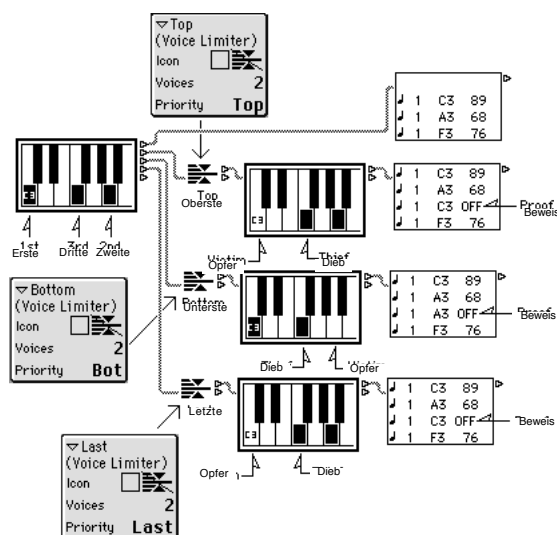 ▽Top
(Voice Limiter)
Icon
Voices 2
Priority Top
♩ 1 C3 89
♩ 1 A3 68
♩ 1 F3 76
C3
1st 3rd 2nd
Erste Dritte Zweite
Top
Oberste
C3
Victim Thief
Opfer Dieb
♩ 1 C3 89
♩ 1 A3 68
♩ 1 C3 OFF
♩ 1 F3 76
Proof
Beweis
▽Bottom
(Voice Limiter)
Icon
Voices 2
Priority Bot
Bottom
Unterste
C3
Dieb Opfer
♩ 1 C3 89
♩ 1 A3 68
♩ 1 A3 OFF
♩ 1 F3 76
Beweis
Letzte
C3
Opfer Dieb
♩ 1 C3 89
♩ 1 A3 68
♩ 1 C3 OFF
♩ 1 F3 76
Beweis
▽Last
(Voice Limiter)
Icon
Voices 2
Priority Last